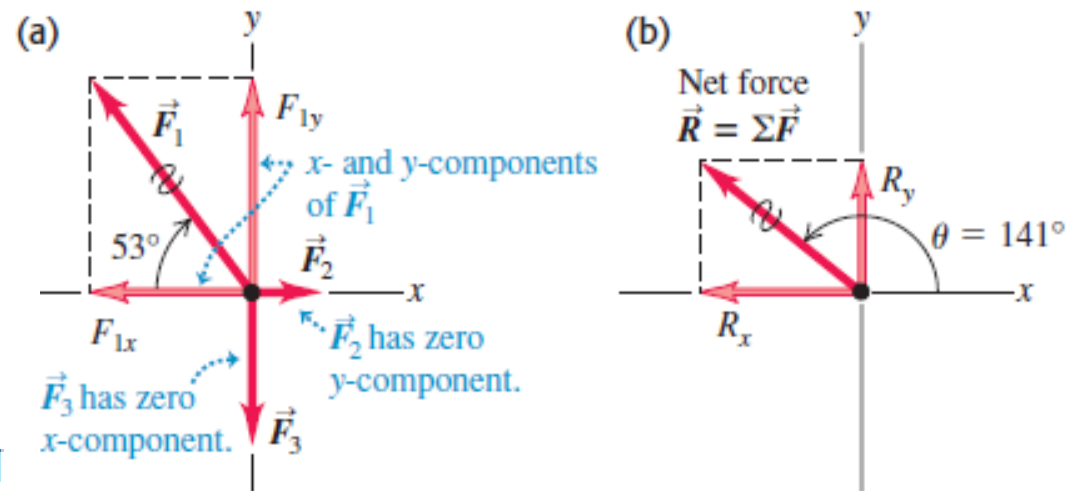 (a)
y
F⃗₁
F₁y
x- and y-components
of F⃗₁
53°
F⃗₂
x
F₁ₓ
F⃗₂ has zero
y-component.
F⃗₃ has zero
x-component.
F⃗₃
(b)
y
Net force
R⃗ = ΣF⃗
Ry
θ = 141°
x
Rₓ